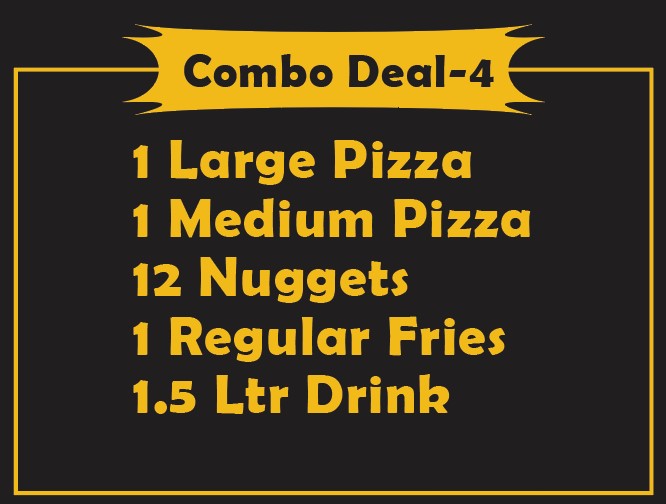 Combo Deal-4
1 Large Pizza
1 Medium Pizza
12 Nuggets
1 Regular Fries
1.5 Ltr Drink